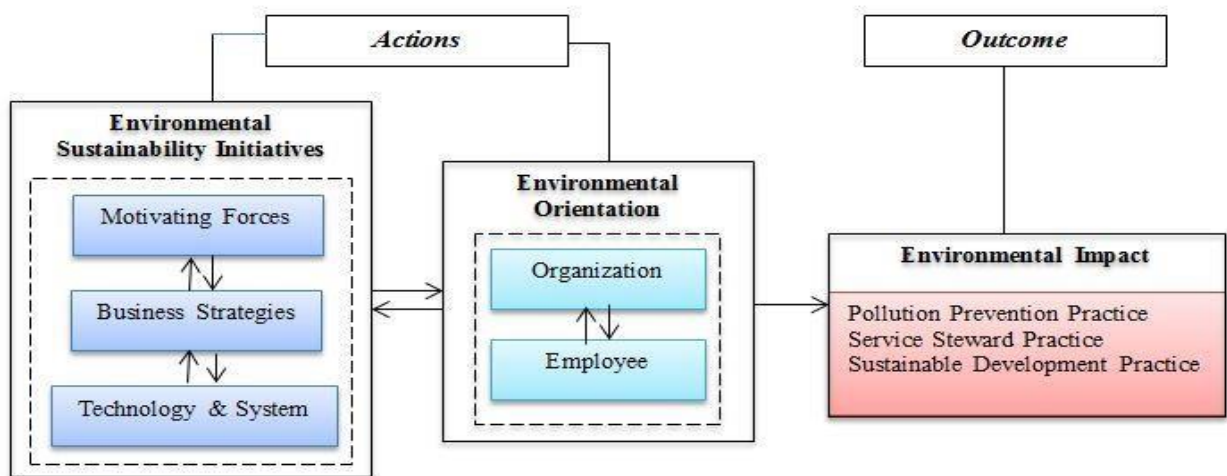 Actions
Outcome
Environmental
Sustainability Initiatives
Motivating Forces
Business Strategies
Technology & System
Environmental
Orientation
Organization
Employee
Environmental Impact
Pollution Prevention Practice
Service Steward Practice
Sustainable Development Practice